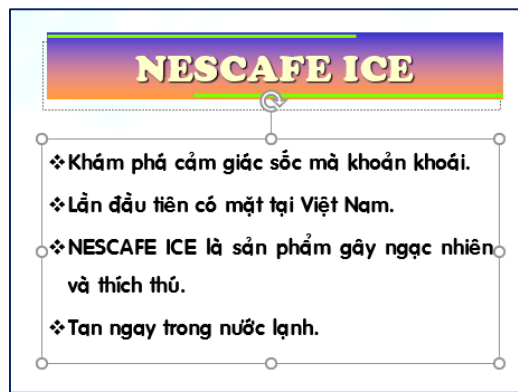 NESCAFE ICE
❖Khám phá cảm giác sốc mà khoản khoái.
❖Lần đầu tiên có mặt tại Việt Nam.
❖NESCAFE ICE là sản phẩm gây ngạc nhiên
và thích thú.
❖Tan ngay trong nước lạnh.